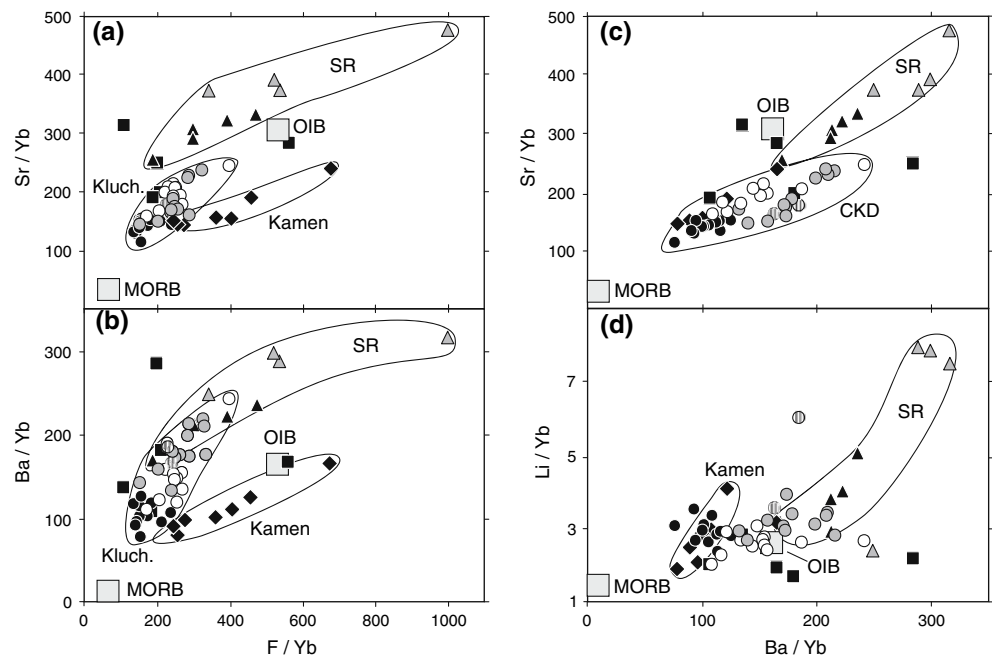 (a)
Sr / Yb
500
400
300
200
100
SR
OIB
Kluch.
Kamen
MORB
(b)
Ba / Yb
300
200
100
0
SR
OIB
Kamen
Kluch.
MORB
0 200 400 600 800 1000
F / Yb
(c)
Sr / Yb
500
400
300
200
100
SR
OIB
CKD
MORB
(d)
Li / Yb
7
5
3
1
SR
Kamen
OIB
MORB
0 100 200 300
Ba / Yb